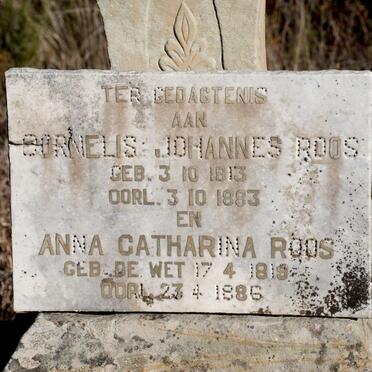 TER GEDAGTENIS
AAN
CORNELIS JOHANNES ROOS
GEB. 3 10 1813
OORL. 3 10 1883
EN
ANNA CATHARINA ROOS
GEB. DE WET 17 4 1819
OORL. 23 4 1886